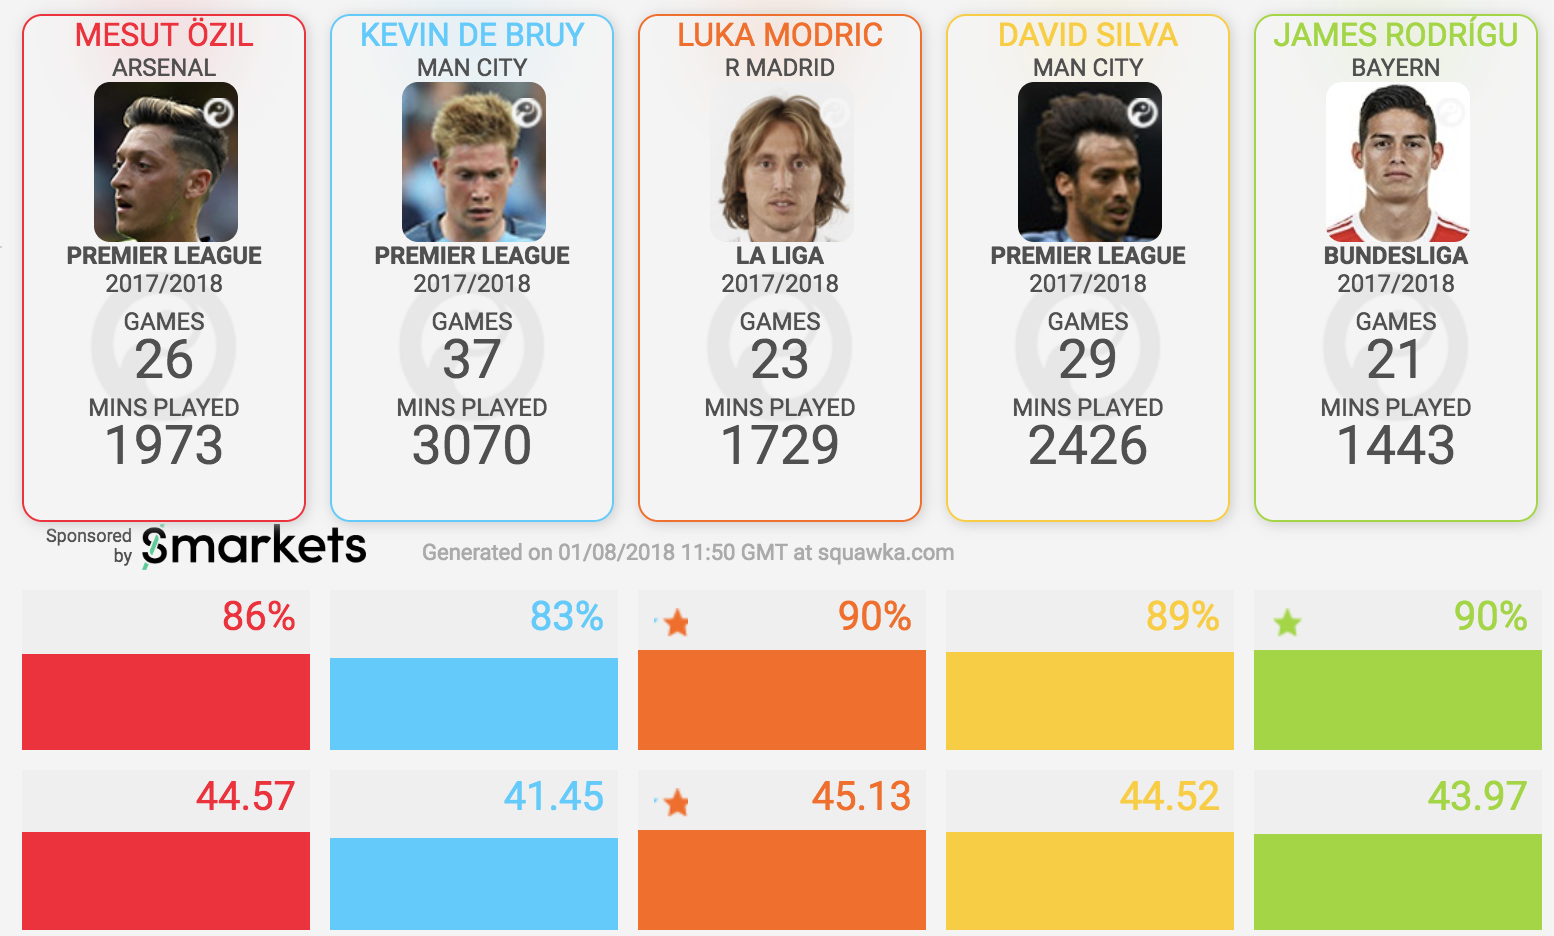 MESUT ÖZIL
ARSENAL
PREMIER LEAGUE
2017/2018
GAMES
26
MINS PLAYED
1973
KEVIN DE BRUY
MAN CITY
PREMIER LEAGUE
2017/2018
GAMES
37
MINS PLAYED
3070
LUKA MODRIC
R MADRID
LA LIGA
2017/2018
GAMES
23
MINS PLAYED
1729
DAVID SILVA
MAN CITY
PREMIER LEAGUE
2017/2018
GAMES
29
MINS PLAYED
2426
JAMES RODRÍGU
BAYERN
BUNDESLIGA
2017/2018
GAMES
21
MINS PLAYED
1443
Sponsored
by
Smarkets
Generated on 01/08/2018 11:50 GMT at squawka.com
86% 83% 90% 89% 90%
44.57 41.45 45.13 44.52 43.97